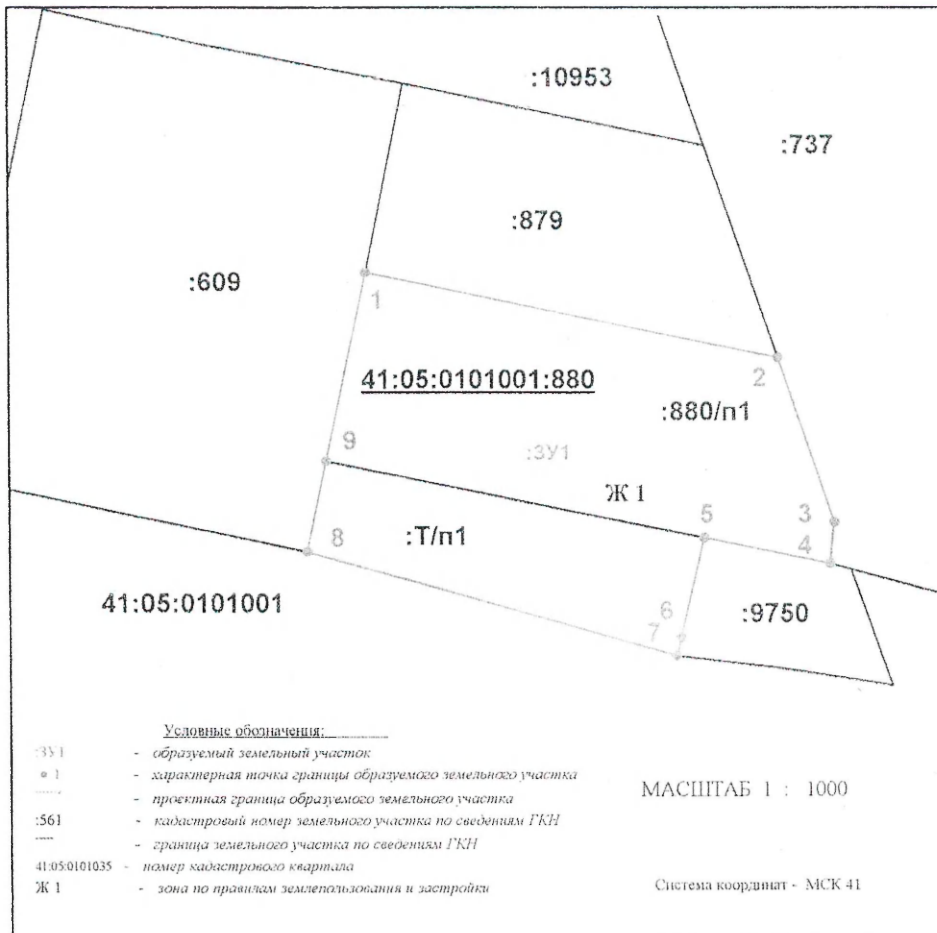 :10953
:737
:879
:609
1
2
41:05:0101001:880
:880/п1
9
:ЗУ1
Ж 1
5
3
8
:Т/п1
4
41:05:0101001
6
:9750
7
Условные обозначения:
:ЗУ1 - образуемый земельный участок
1 - характерная точка границы образуемого земельного участка
МАСШТАБ 1 : 1000
- проектная граница образуемого земельного участка
:561 - кадастровый номер земельного участка по сведениям ГКН
- граница земельного участка по сведениям ГКН
41:05:0101035 - номер кадастрового квартала
Ж 1 - зона по правилам землепользования и застройки
Система координат - МСК 41